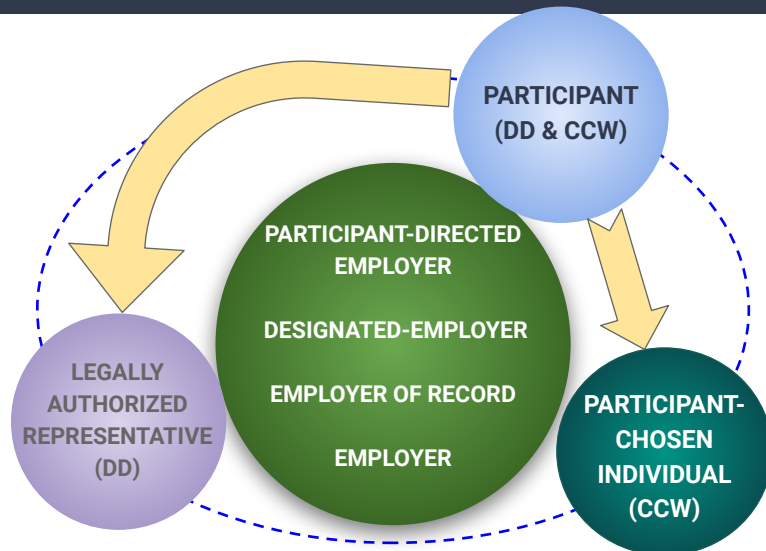 PARTICIPANT
(DD & CCW)
PARTICIPANT-DIRECTED
EMPLOYER
DESIGNATED-EMPLOYER
EMPLOYER OF RECORD
EMPLOYER
LEGALLY
AUTHORIZED
REPRESENTATIVE
(DD)
PARTICIPANT-
CHOSEN
INDIVIDUAL
(CCW)